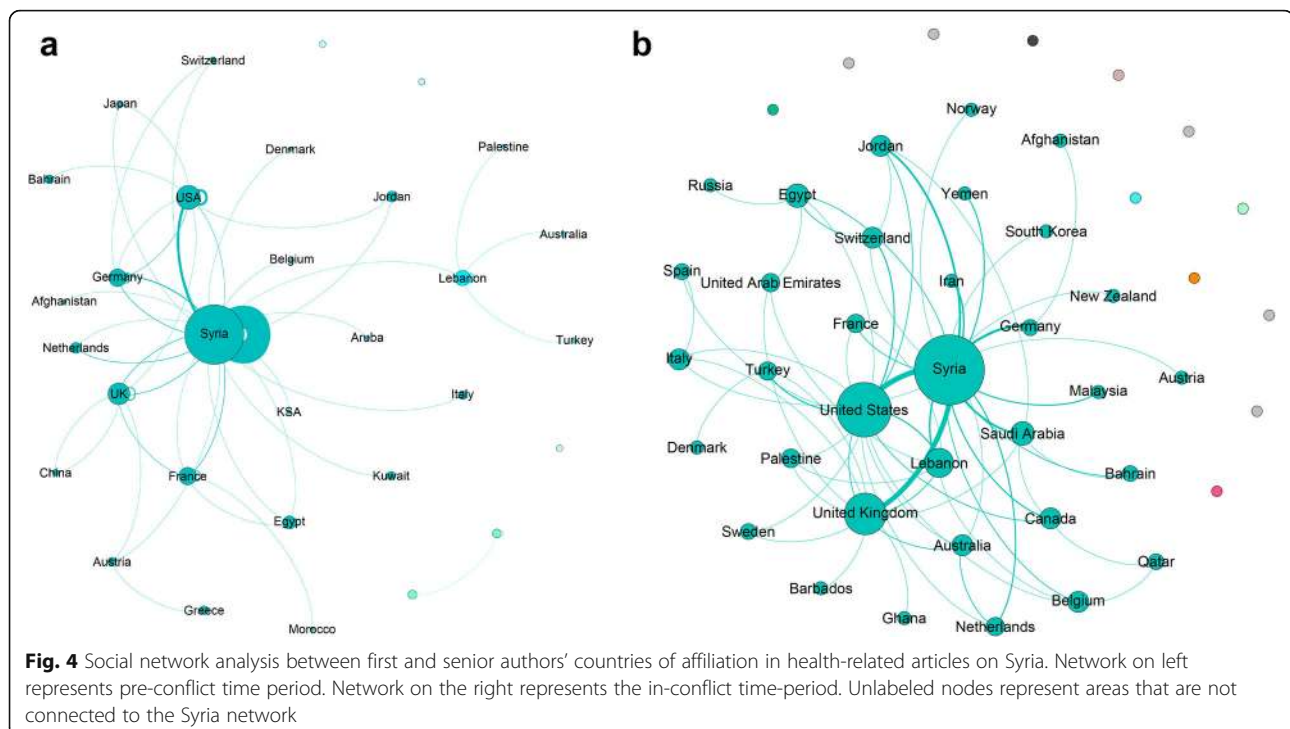 a
Switzerland
Japan
Denmark
Palestine
Bahrain
USA
Jordan
Australia
Belgium
Germany
Lebanon
Afghanistan
Syria
Aruba
Turkey
Netherlands
UK
Italy
KSA
China
France
Kuwait
Egypt
Austria
Greece
Morocco
b
Norway
Afghanistan
Jordan
Russia
Egypt
Yemen
South Korea
Switzerland
Spain
United Arab Emirates
Iran
New Zealand
France
Germany
Italy
Turkey
Syria
Austria
Malaysia
United States
Saudi Arabia
Denmark
Palestine
Lebanon
Bahrain
United Kingdom
Canada
Sweden
Australia
Qatar
Barbados
Belgium
Ghana
Netherlands
Fig. 4 Social network analysis between first and senior authors’ countries of affiliation in health-related articles on Syria. Network on left
represents pre-conflict time period. Network on the right represents the in-conflict time-period. Unlabeled nodes represent areas that are not
connected to the Syria network